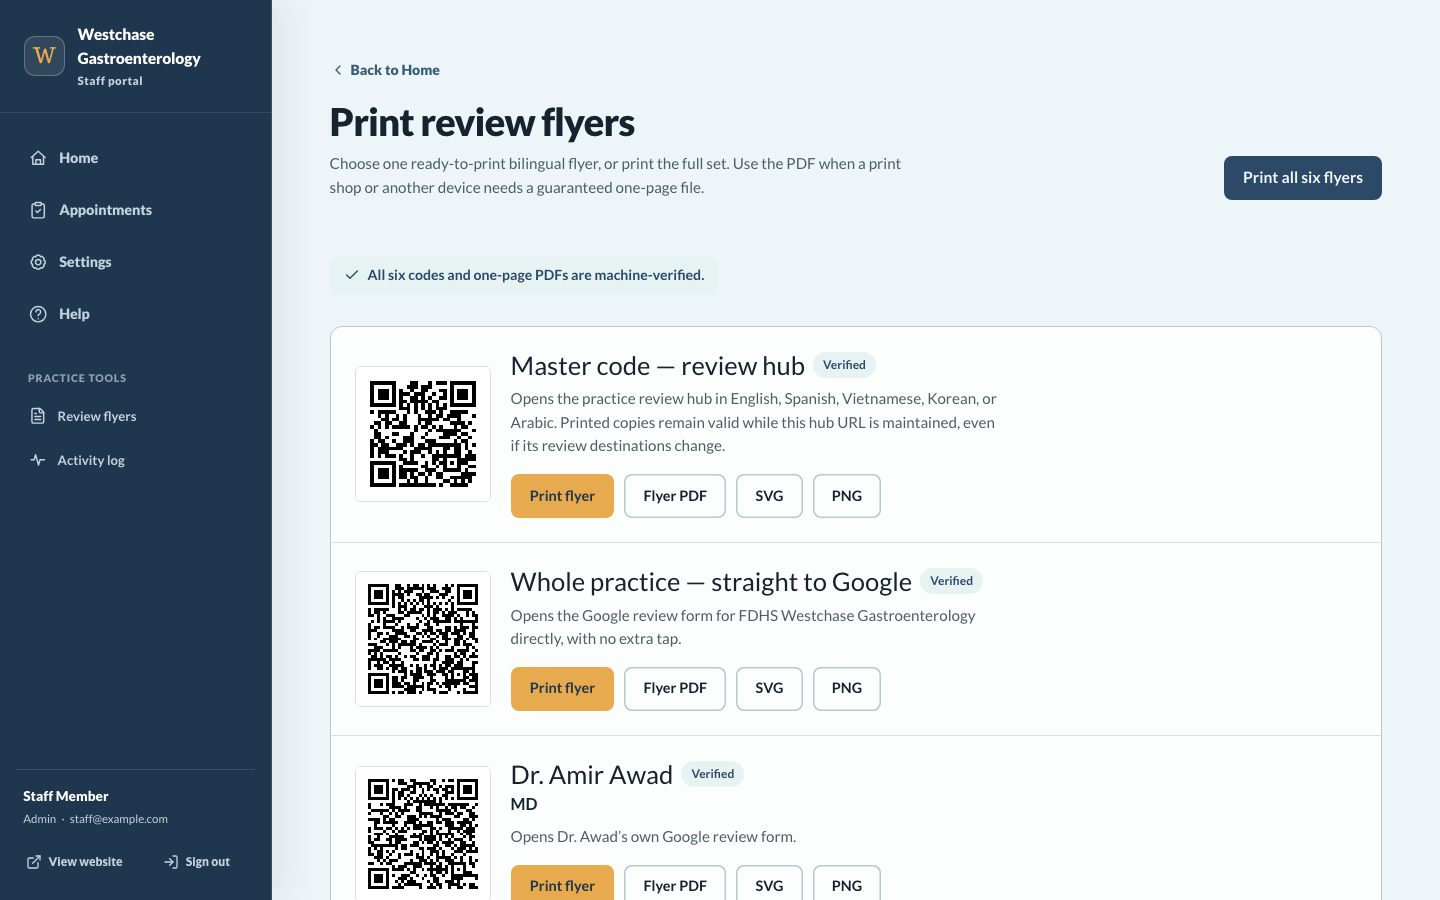 W
Westchase
Gastroenterology
Staff portal
Home
Appointments
Settings
Help
PRACTICE TOOLS
Review flyers
Activity log
Staff Member
Admin · staff@example.com
View website
Sign out
Back to Home
Print review flyers
Choose one ready-to-print bilingual flyer, or print the full set. Use the PDF when a print
shop or another device needs a guaranteed one-page file.
Print all six flyers
All six codes and one-page PDFs are machine-verified.
Master code — review hub Verified
Opens the practice review hub in English, Spanish, Vietnamese, Korean, or
Arabic. Printed copies remain valid while this hub URL is maintained, even
if its review destinations change.
Print flyer Flyer PDF SVG PNG
Whole practice — straight to Google Verified
Opens the Google review form for FDHS Westchase Gastroenterology
directly, with no extra tap.
Print flyer Flyer PDF SVG PNG
Dr. Amir Awad Verified
MD
Opens Dr. Awad’s own Google review form.
Print flyer Flyer PDF SVG PNG